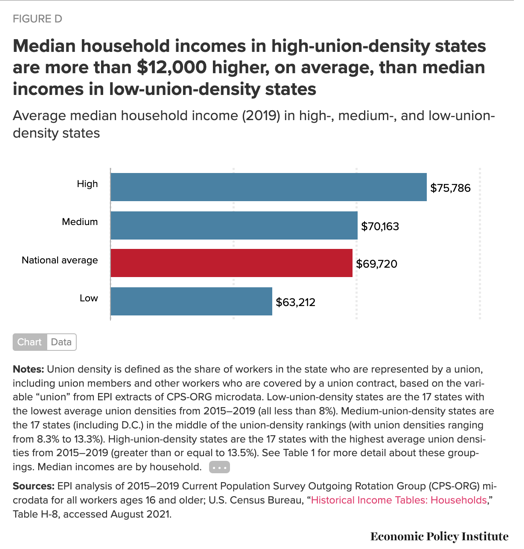 FIGURE D
Median household incomes in high-union-density states
are more than $12,000 higher, on average, than median
incomes in low-union-density states
Average median household income (2019) in high-, medium-, and low-union-
density states
High
$75,786
Medium
$70,163
National average
$69,720
Low
$63,212
Chart Data
Notes: Union density is defined as the share of workers in the state who are represented by a union,
including union members and other workers who are covered by a union contract, based on the vari-
able “union” from EPI extracts of CPS-ORG microdata. Low-union-density states are the 17 states with
the lowest average union densities from 2015–2019 (all less than 8%). Medium-union-density states are
the 17 states (including D.C.) in the middle of the union-density rankings (with union densities ranging
from 8.3% to 13.3%). High-union-density states are the 17 states with the highest average union densi-
ties from 2015–2019 (greater than or equal to 13.5%). See Table 1 for more detail about these group-
ings. Median incomes are by household. •••
Sources: EPI analysis of 2015–2019 Current Population Survey Outgoing Rotation Group (CPS-ORG) mi-
crodata for all workers ages 16 and older; U.S. Census Bureau, “Historical Income Tables: Households,”
Table H-8, accessed August 2021.
Economic Policy Institute